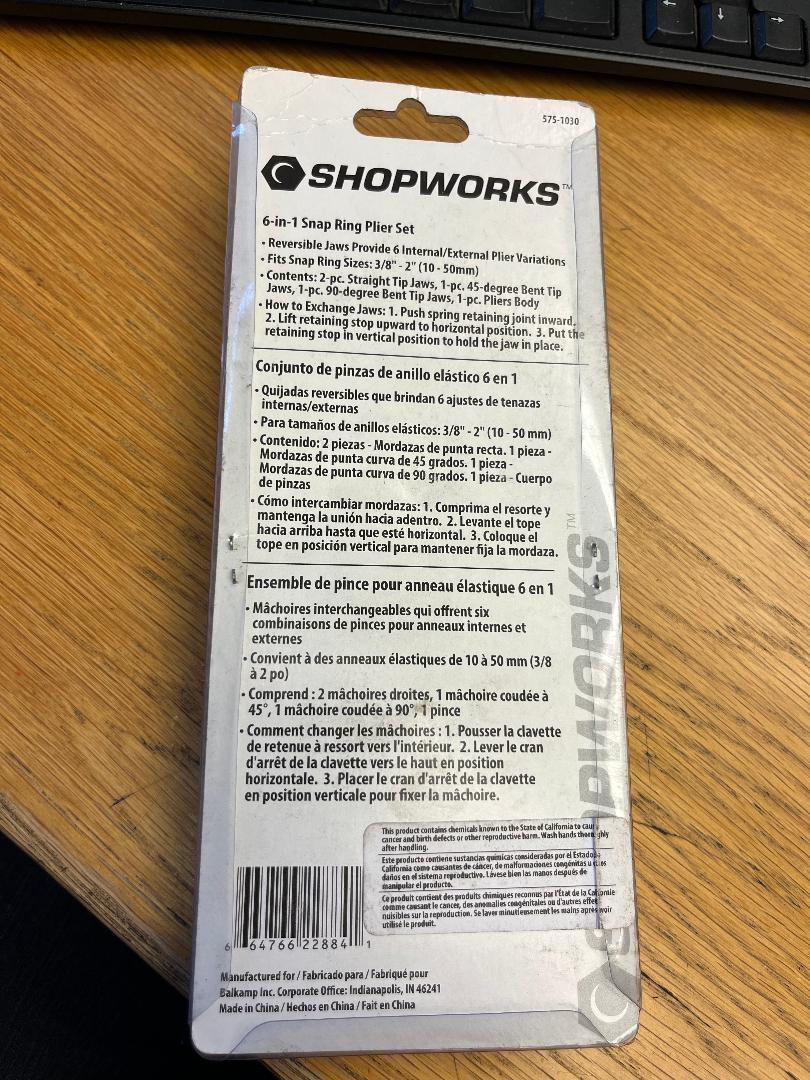 575-1030
SHOPWORKS™
6-in-1 Snap Ring Plier Set
• Reversible Jaws Provide 6 Internal/External Plier Variations
• Fits Snap Ring Sizes: 3/8" - 2" (10 - 50mm)
• Contents: 2-pc. Straight Tip Jaws, 1-pc. 45-degree Bent Tip
Jaws, 1-pc. 90-degree Bent Tip Jaws, 1-pc. Pliers Body
• How to Exchange Jaws: 1. Push spring retaining joint inward.
2. Lift retaining stop upward to horizontal position. 3. Put the
retaining stop in vertical position to hold the jaw in place.
Conjunto de pinzas de anillo elástico 6 en 1
• Quijadas reversibles que brindan 6 ajustes de tenazas
internas/externas
• Para tamaños de anillos elásticos: 3/8" - 2" (10 - 50 mm)
• Contenido: 2 piezas - Mordazas de punta recta. 1 pieza -
Mordazas de punta curva de 45 grados. 1 pieza -
Mordazas de punta curva de 90 grados. 1 pieza - Cuerpo
de pinzas
• Cómo intercambiar mordazas: 1. Comprima el resorte y
mantenga la unión hacia adentro. 2. Levante el tope
hacia arriba hasta que esté horizontal. 3. Coloque el
tope en posición vertical para mantener fija la mordaza.
Ensemble de pince pour anneau élastique 6 en 1
• Mâchoires interchangeables qui offrent six
combinaisons de pinces pour anneaux internes et
externes
• Convient à des anneaux élastiques de 10 à 50 mm (3/8
à 2 po)
• Comprend : 2 mâchoires droites, 1 mâchoire coudée à
45°, 1 mâchoire coudée à 90°, 1 pince
• Comment changer les mâchoires : 1. Pousser la clavette
de retenue à ressort vers l'intérieur. 2. Lever le cran
d'arrêt de la clavette vers le haut en position
horizontale. 3. Placer le cran d'arrêt de la clavette
en position verticale pour fixer la mâchoire.
This product contains chemicals known to the State of California to cause
cancer and birth defects or other reproductive harm. Wash hands thoroughly
after handling.
Este producto contiene sustancias químicas consideradas por el Estado
California como causantes de cáncer, de malformaciones congénitas u
daños en el sistema reproductivo. Lávese bien las manos después de
manipular el producto.
Ce produit contient des produits chimiques reconnus par l'État de la Californie
comme causant le cancer, des anomalies congénitales ou d'autres effets
nuisibles sur la reproduction. Se laver minutieusement les mains après avoir
utilisé le produit.
6 64766 22884 1
Manufactured for / Fabricado para / Fabriqué pour
Balkamp Inc. Corporate Office: Indianapolis, IN 46241
Made in China / Hechos en China / Fait en China
SHOPWORKS™